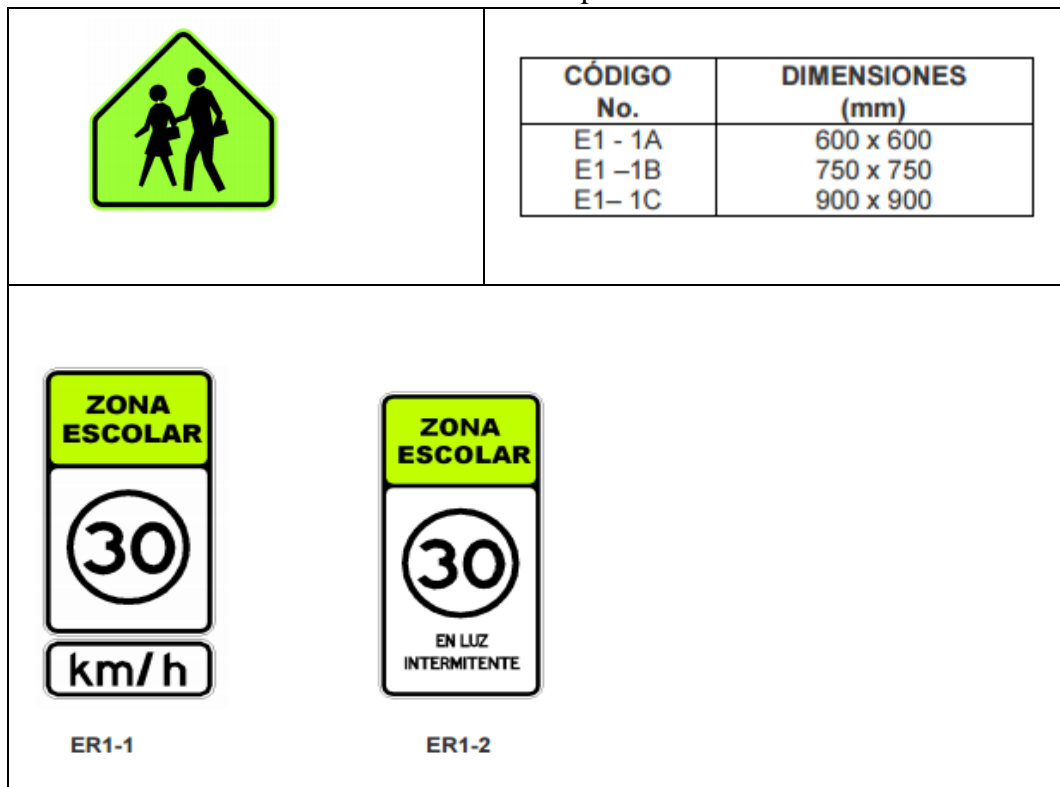 CÓDIGO No. DIMENSIONES (mm)
E1 - 1A 600 x 600
E1 –1B 750 x 750
E1– 1C 900 x 900
ZONA
ESCOLAR
30
km/h
ER1-1
ZONA
ESCOLAR
30
EN LUZ
INTERMITENTE
ER1-2